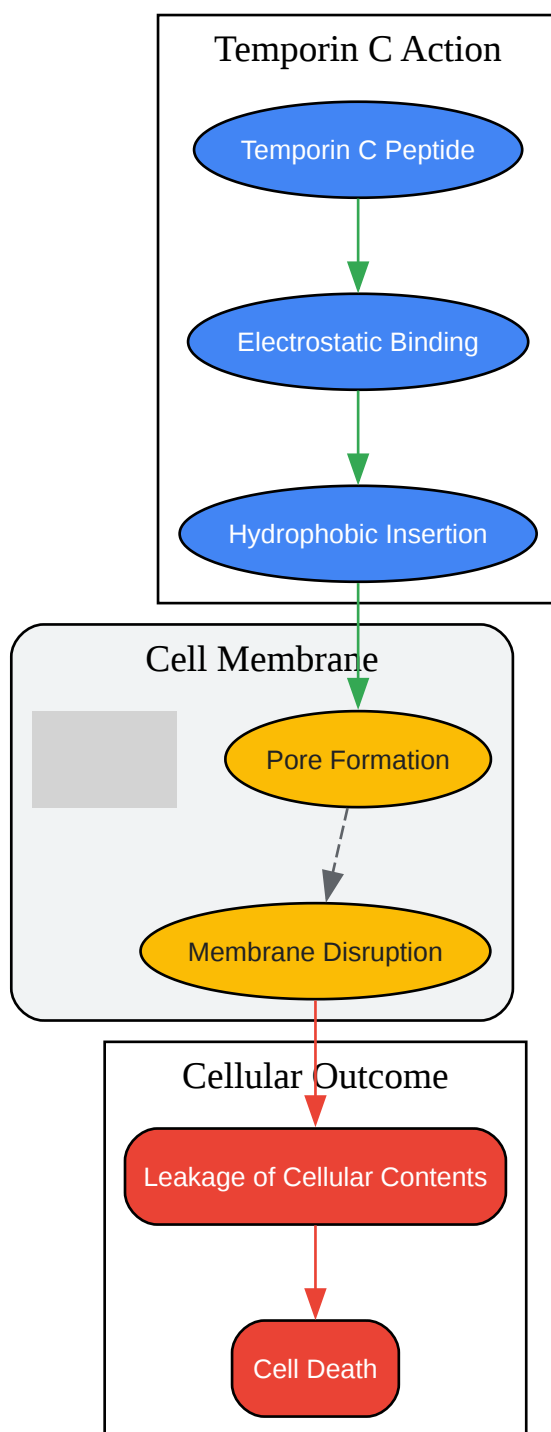 Temporin C Action
Temporin C Peptide
Electrostatic Binding
Hydrophobic Insertion
Cell Membrane
Pore Formation
Membrane Disruption
Cellular Outcome
Leakage of Cellular Contents
Cell Death